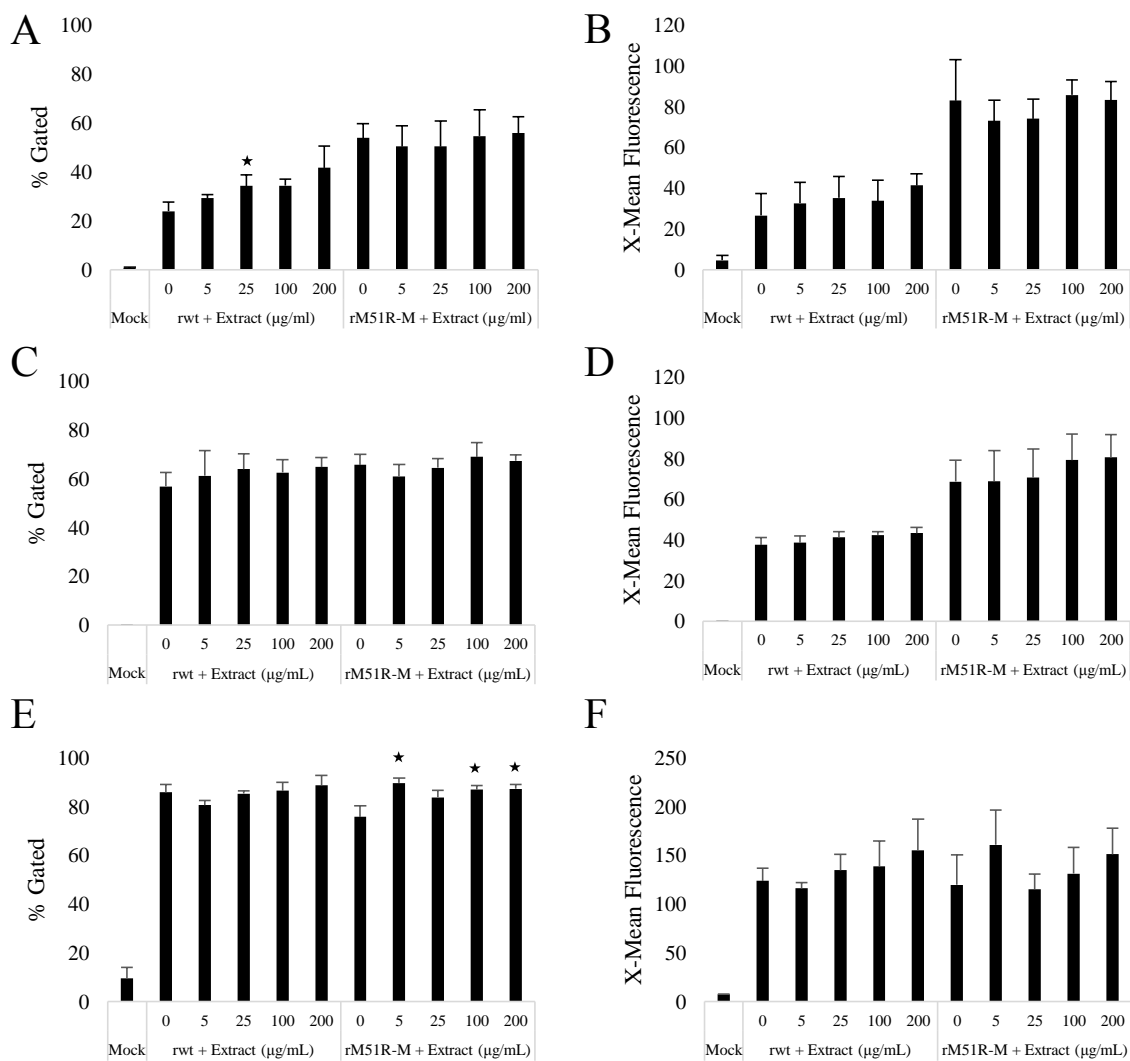 A
100
80
60
40
20
0
% Gated
★
0 5 25 100 200 0 5 25 100 200
Mock rwt + Extract (µg/ml) rM51R-M + Extract (µg/ml)
B
120
100
80
60
40
20
0
X-Mean Fluorescence
0 5 25 100 200 0 5 25 100 200
Mock rwt + Extract (µg/ml) rM51R-M + Extract (µg/ml)
C
100
80
60
40
20
0
% Gated
0 5 25 100 200 0 5 25 100 200
Mock rwt + Extract (µg/mL) rM51R-M + Extract (µg/mL)
D
120
100
80
60
40
20
0
X-Mean Fluorescence
0 5 25 100 200 0 5 25 100 200
Mock rwt + Extract (µg/mL) rM51R-M + Extract (µg/mL)
E
100
80
60
40
20
0
% Gated
★ ★ ★
0 5 25 100 200 0 5 25 100 200
Mock rwt + Extract (µg/mL) rM51R-M + Extract (µg/mL)
F
250
200
150
100
50
0
X-Mean Fluorescence
0 5 25 100 200 0 5 25 100 200
Mock rwt + Extract (µg/mL) rM51R-M + Extract (µg/mL)